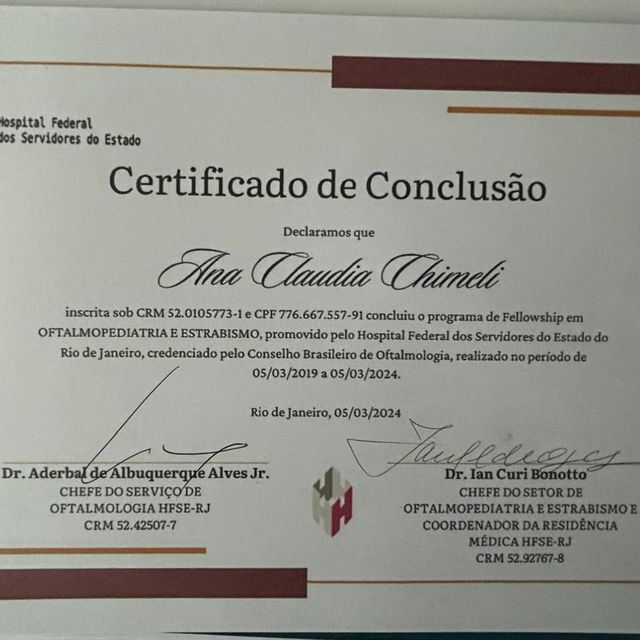 Hospital Federal
dos Servidores do Estado
Certificado de Conclusão
Declaramos que
Ana Claudia Chimeli
inscrita sob CRM 52.0105773-1 e CPF 776.667.557-91 concluiu o programa de Fellowship em
OFTALMOPEDIATRIA E ESTRABISMO, promovido pelo Hospital Federal dos Servidores do Estado do
Rio de Janeiro, credenciado pelo Conselho Brasileiro de Oftalmologia, realizado no período de
05/03/2019 a 05/03/2024.
Rio de Janeiro, 05/03/2024
Dr. Aderbal de Albuquerque Alves Jr.
CHEFE DO SERVIÇO DE
OFTALMOLOGIA HFSE-RJ
CRM 52.42507-7
Dr. Ian Curi Bonotto
CHEFE DO SETOR DE
OFTALMOPEDIATRIA E ESTRABISMO E
COORDENADOR DA RESIDÊNCIA
MÉDICA HFSE-RJ
CRM 52.92767-8